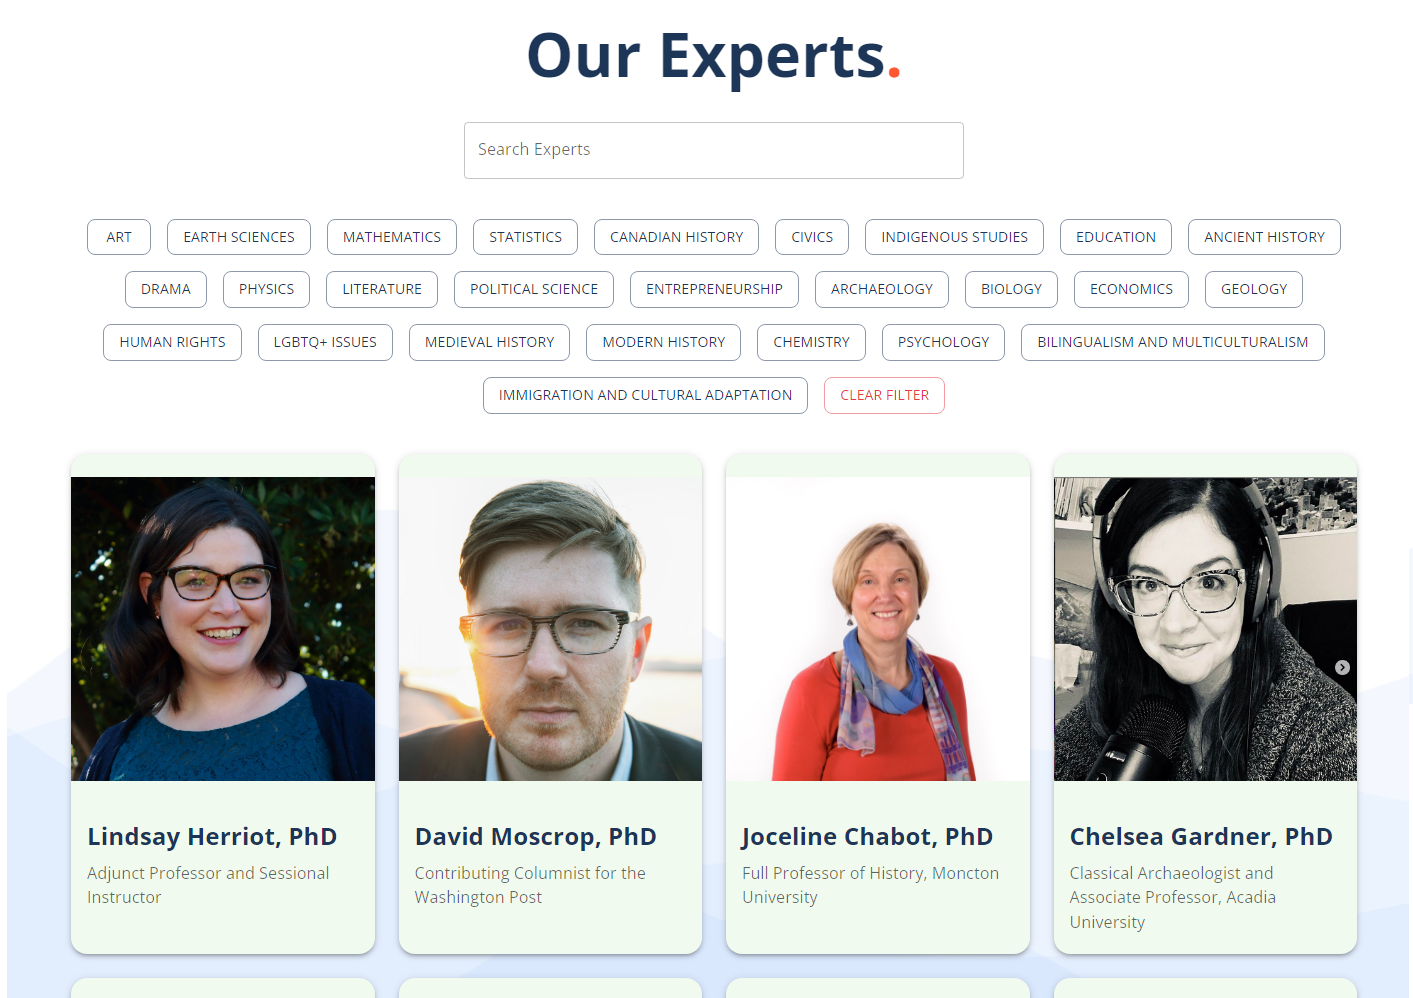 Our Experts.
Search Experts
ART EARTH SCIENCES MATHEMATICS STATISTICS CANADIAN HISTORY CIVICS INDIGENOUS STUDIES EDUCATION ANCIENT HISTORY
DRAMA PHYSICS LITERATURE POLITICAL SCIENCE ENTREPRENEURSHIP ARCHAEOLOGY BIOLOGY ECONOMICS GEOLOGY
HUMAN RIGHTS LGBTQ+ ISSUES MEDIEVAL HISTORY MODERN HISTORY CHEMISTRY PSYCHOLOGY BILINGUALISM AND MULTICULTURALISM
IMMIGRATION AND CULTURAL ADAPTATION CLEAR FILTER
Lindsay Herriot, PhD
Adjunct Professor and Sessional
Instructor
David Moscrop, PhD
Contributing Columnist for the
Washington Post
Joceline Chabot, PhD
Full Professor of History, Moncton
University
Chelsea Gardner, PhD
Classical Archaeologist and
Associate Professor, Acadia
University